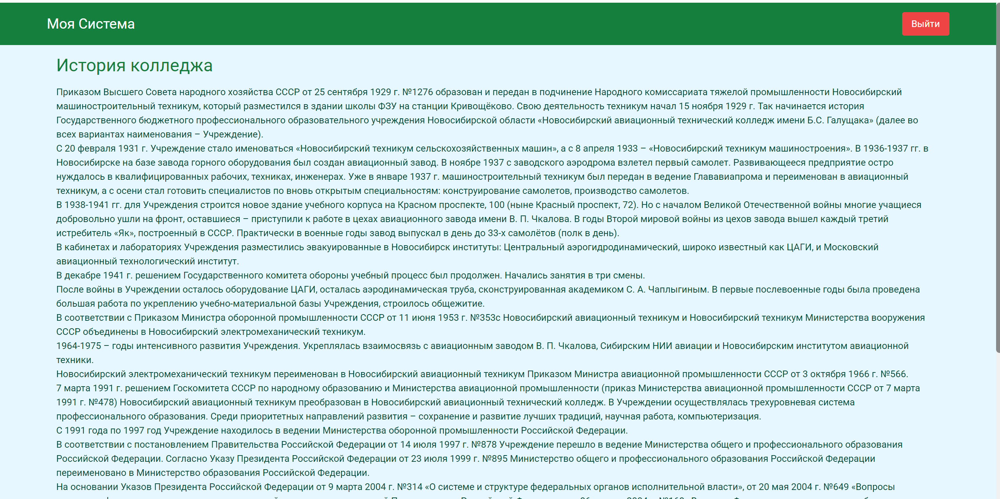 Моя Система
Выйти
История колледжа
Приказом Высшего Совета народного хозяйства СССР от 25 сентября 1929 г. №1276 образован и передан в подчинение Народного комиссариата тяжелой промышленности Новосибирский
машиностроительный техникум, который разместился в здании школы ФЗУ на станции Кривощёково. Свою деятельность техникум начал 15 ноября 1929 г. Так начинается история
Государственного бюджетного профессионального образовательного учреждения Новосибирской области «Новосибирский авиационный технический колледж имени Б.С. Галущака» (далее во
всех вариантах наименования – Учреждение).
С 20 февраля 1931 г. Учреждение стало именоваться «Новосибирский техникум сельскохозяйственных машин», а с 8 апреля 1933 – «Новосибирский техникум машиностроения». В 1936-1937 гг. в
Новосибирске на базе завода горного оборудования был создан авиационный завод. В ноябре 1937 с заводского аэродрома взлетел первый самолет. Развивающееся предприятие остро
нуждалось в квалифицированных рабочих, техниках, инженерах. Уже в январе 1937 г. машиностроительный техникум был передан в ведение Главaвиапрома и переименован в авиационный
техникум, а с осени стал готовить специалистов по вновь открытым специальностям: конструирование самолетов, производство самолетов.
В 1938-1941 гг. для Учреждения строится новое здание учебного корпуса на Красном проспекте, 100 (ныне Красный проспект, 72). Но с началом Великой Отечественной войны многие учащиеся
добровольно ушли на фронт, оставшиеся – приступили к работе в цехах авиационного завода имени В. П. Чкалова. В годы Второй мировой войны из цехов завода вышел каждый третий
истребитель «Як», построенный в СССР. Практически в военные годы завод выпускал в день до 33-х самолётов (полк в день).
В кабинетах и лабораториях Учреждения разместились эвакуированные в Новосибирск институты: Центральный аэрогидродинамический, широко известный как ЦАГИ, и Московский
авиационный технологический институт.
В декабре 1941 г. решением Государственного комитета обороны учебный процесс был продолжен. Начались занятия в три смены.
После войны в Учреждении осталось оборудование ЦАГИ, осталась аэродинамическая труба, сконструированная академиком С. А. Чаплыгиным. В первые послевоенные годы была проведена
большая работа по укреплению учебно-материальной базы Учреждения, строилось общежитие.
В соответствии с Приказом Министра оборонной промышленности СССР от 11 июня 1953 г. №353с Новосибирский авиационный техникум и Новосибирский техникум Министерства вооружения
СССР объединены в Новосибирский электромеханический техникум.
1964-1975 – годы интенсивного развития Учреждения. Укреплялась взаимосвязь с авиационным заводом В. П. Чкалова, Сибирским НИИ авиации и Новосибирским институтом авиационной
техники.
Новосибирский электромеханический техникум переименован в Новосибирский авиационный техникум Приказом Министра авиационной промышленности СССР от 3 октября 1966 г. №566.
7 марта 1991 г. решением Госкомитета СССР по народному образованию и Министерства авиационной промышленности (приказ Министерства авиационной промышленности СССР от 7 марта
1991 г. №478) Новосибирский авиационный техникум преобразован в Новосибирский авиационный технический колледж. В Учреждении осуществлялась трехуровневая система
профессионального образования. Среди приоритетных направлений развития – сохранение и развитие лучших традиций, научная работа, компьютеризация.
С 1991 года по 1997 год Учреждение находилось в ведении Министерства оборонной промышленности Российской Федерации.
В соответствии с постановлением Правительства Российской Федерации от 14 июля 1997 г. №878 Учреждение перешло в ведение Министерства общего и профессионального образования
Российской Федерации. Согласно Указу Президента Российской Федерации от 23 июля 1999 г. №895 Министерство общего и профессионального образования Российской Федерации
переименовано в Министерство образования Российской Федерации.
На основании Указов Президента Российской Федерации от 9 марта 2004 г. №314 «О системе и структуре федеральных органов исполнительной власти», от 20 мая 2004 г. №649 «Вопросы